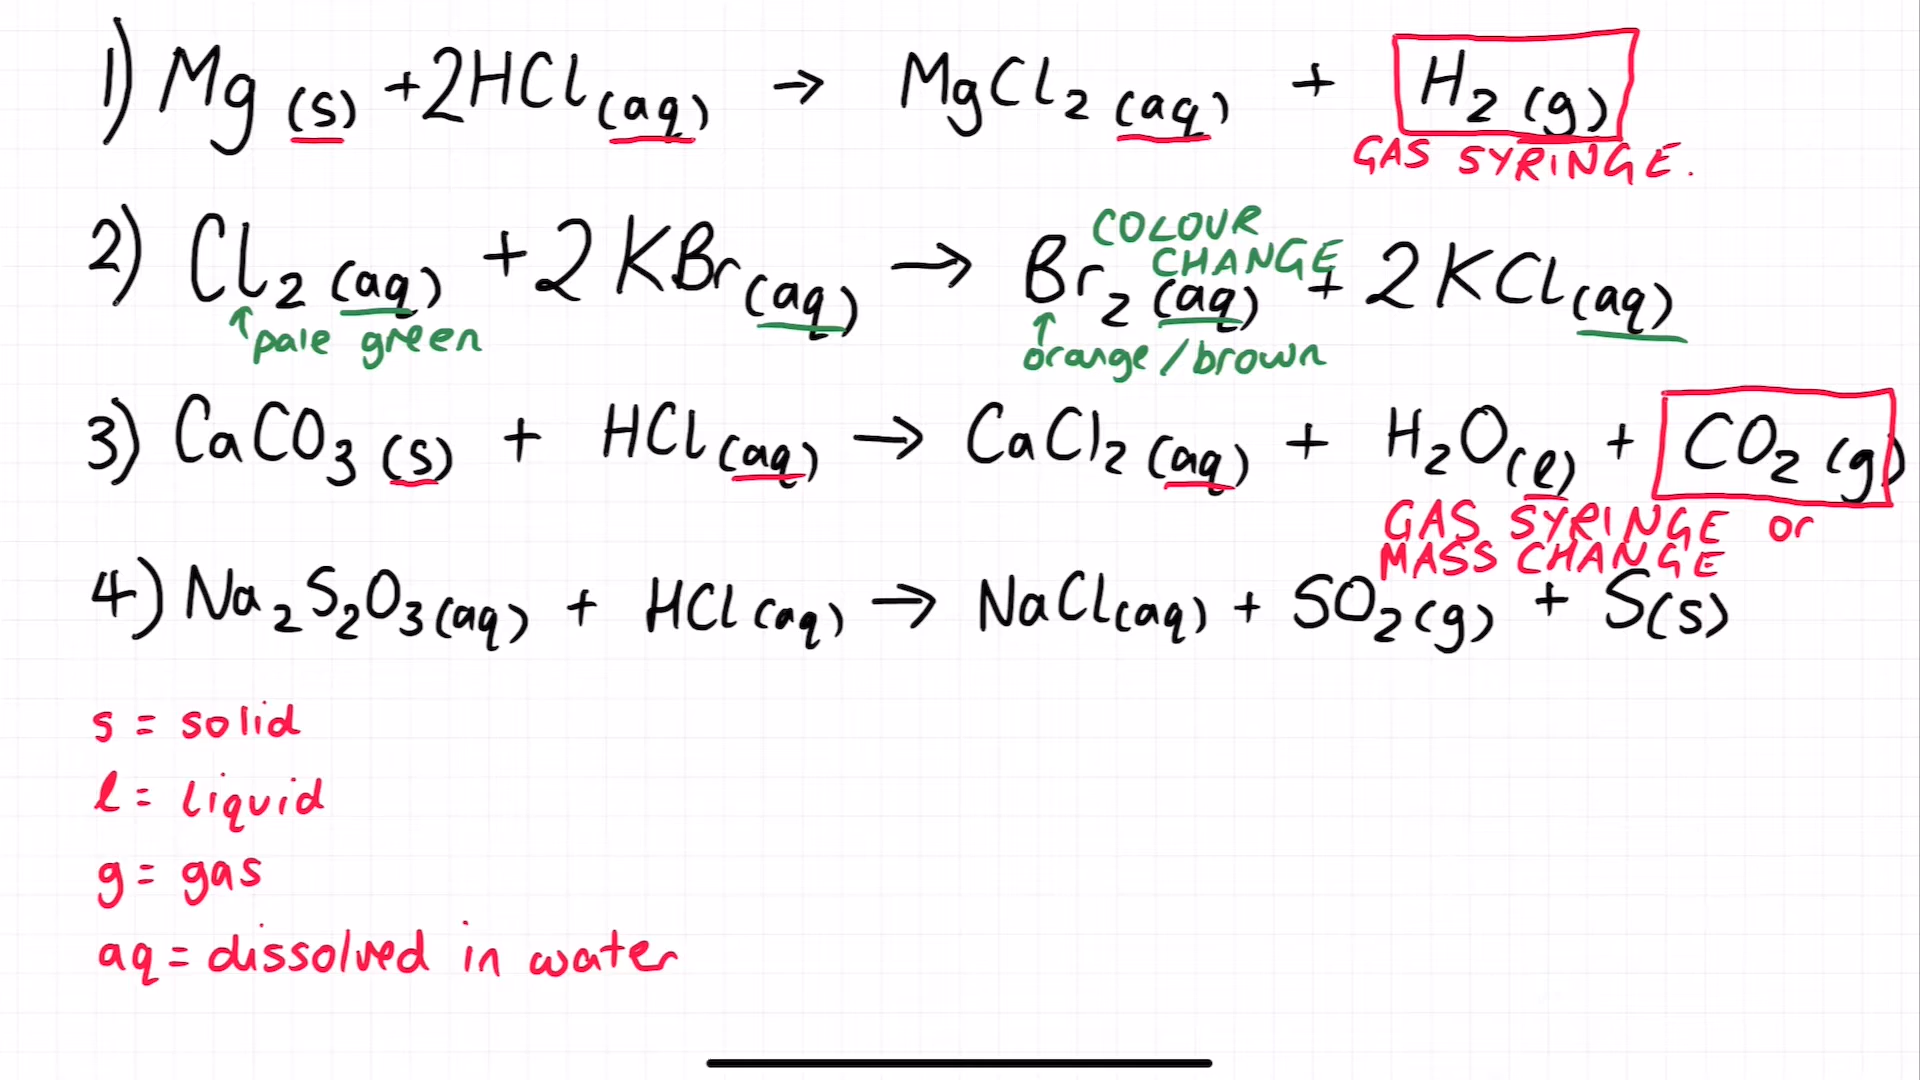 1) Mg (s) + 2HCl (aq) → MgCl₂ (aq) + H₂ (g)
GAS SYRINGE.
2) Cl₂ (aq) + 2KBr (aq) → Br₂ (aq) + 2KCl (aq)
COLOUR
CHANGE
pale green
orange/brown
3) CaCO₃ (s) + HCl (aq) → CaCl₂ (aq) + H₂O (l) + CO₂ (g)
GAS SYRINGE or
MASS CHANGE
4) Na₂S₂O₃ (aq) + HCl (aq) → NaCl (aq) + SO₂ (g) + S (s)
s = solid
l = liquid
g = gas
aq = dissolved in water